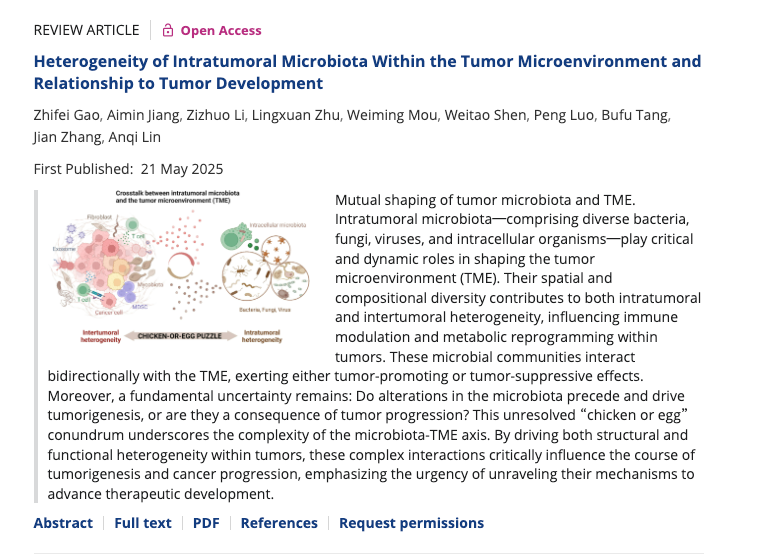 REVIEW ARTICLE
Open Access
Heterogeneity of Intratumoral Microbiota Within the Tumor Microenvironment and
Relationship to Tumor Development
Zhifei Gao, Aimin Jiang, Zizhuo Li, Lingxuan Zhu, Weiming Mou, Weitao Shen, Peng Luo, Bufu Tang,
Jian Zhang, Anqi Lin
First Published: 21 May 2025
Crosstalk between intratumoral microbiota
and the tumor microenvironment (TME)
Fibroblast
T cell
Exosome
Intracellular microbiota
Microbiota
T cell
MDSC
Cancer cell
Bacteria, Fungi, Virus
Intertumoral
heterogeneity
CHICKEN-OR-EGG PUZZLE
Intratumoral
heterogeneity
Mutual shaping of tumor microbiota and TME.
Intratumoral microbiota—comprising diverse bacteria,
fungi, viruses, and intracellular organisms—play critical
and dynamic roles in shaping the tumor
microenvironment (TME). Their spatial and
compositional diversity contributes to both intratumoral
and intertumoral heterogeneity, influencing immune
modulation and metabolic reprogramming within
tumors. These microbial communities interact
bidirectionally with the TME, exerting either tumor-promoting or tumor-suppressive effects.
Moreover, a fundamental uncertainty remains: Do alterations in the microbiota precede and drive
tumorigenesis, or are they a consequence of tumor progression? This unresolved “chicken or egg”
conundrum underscores the complexity of the microbiota-TME axis. By driving both structural and
functional heterogeneity within tumors, these complex interactions critically influence the course of
tumorigenesis and cancer progression, emphasizing the urgency of unraveling their mechanisms to
advance therapeutic development.
Abstract
Full text
PDF
References
Request permissions